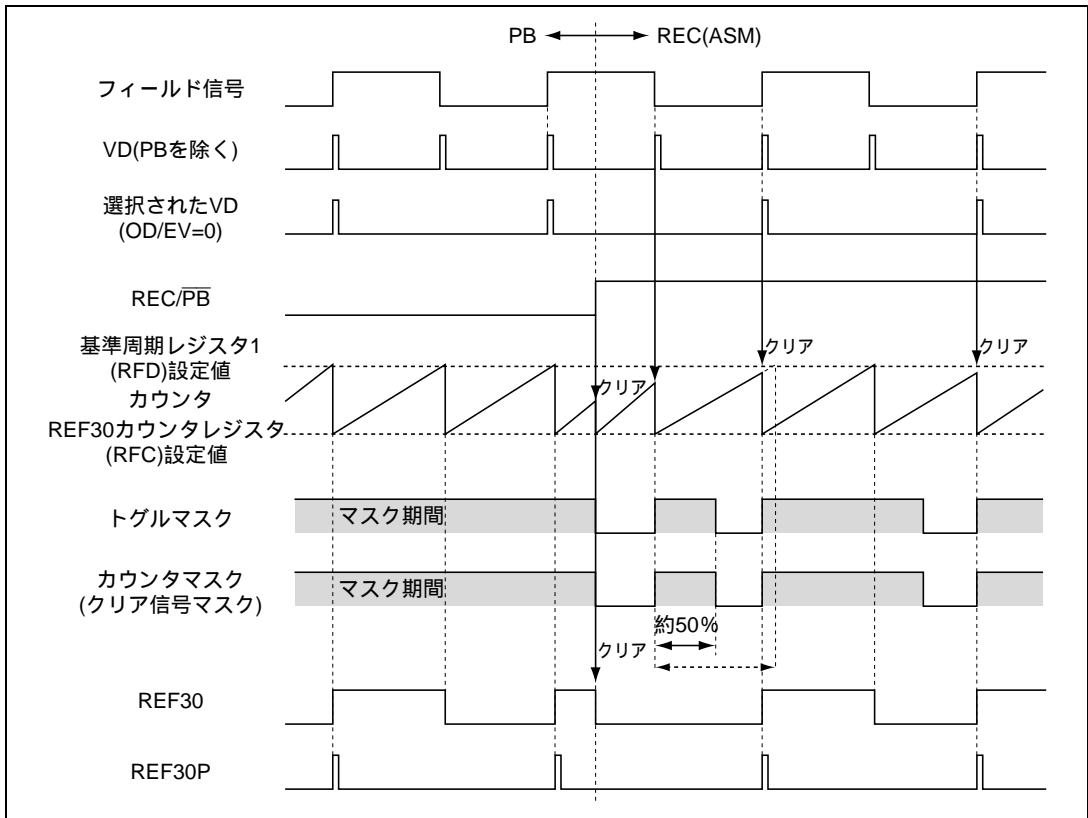 PB REC(ASM)
フィールド信号
VD(PBを除く)
選択されたVD
(OD/EV=0)
REC/P̅B̅
基準周期レジスタ1
(RFD)設定値
クリア
クリア
カウンタ
クリア
REF30カウンタレジスタ
(RFC)設定値
トグルマスク
マスク期間
カウンタマスク
(クリア信号マスク)
マスク期間
約50%
クリア
REF30
REF30P